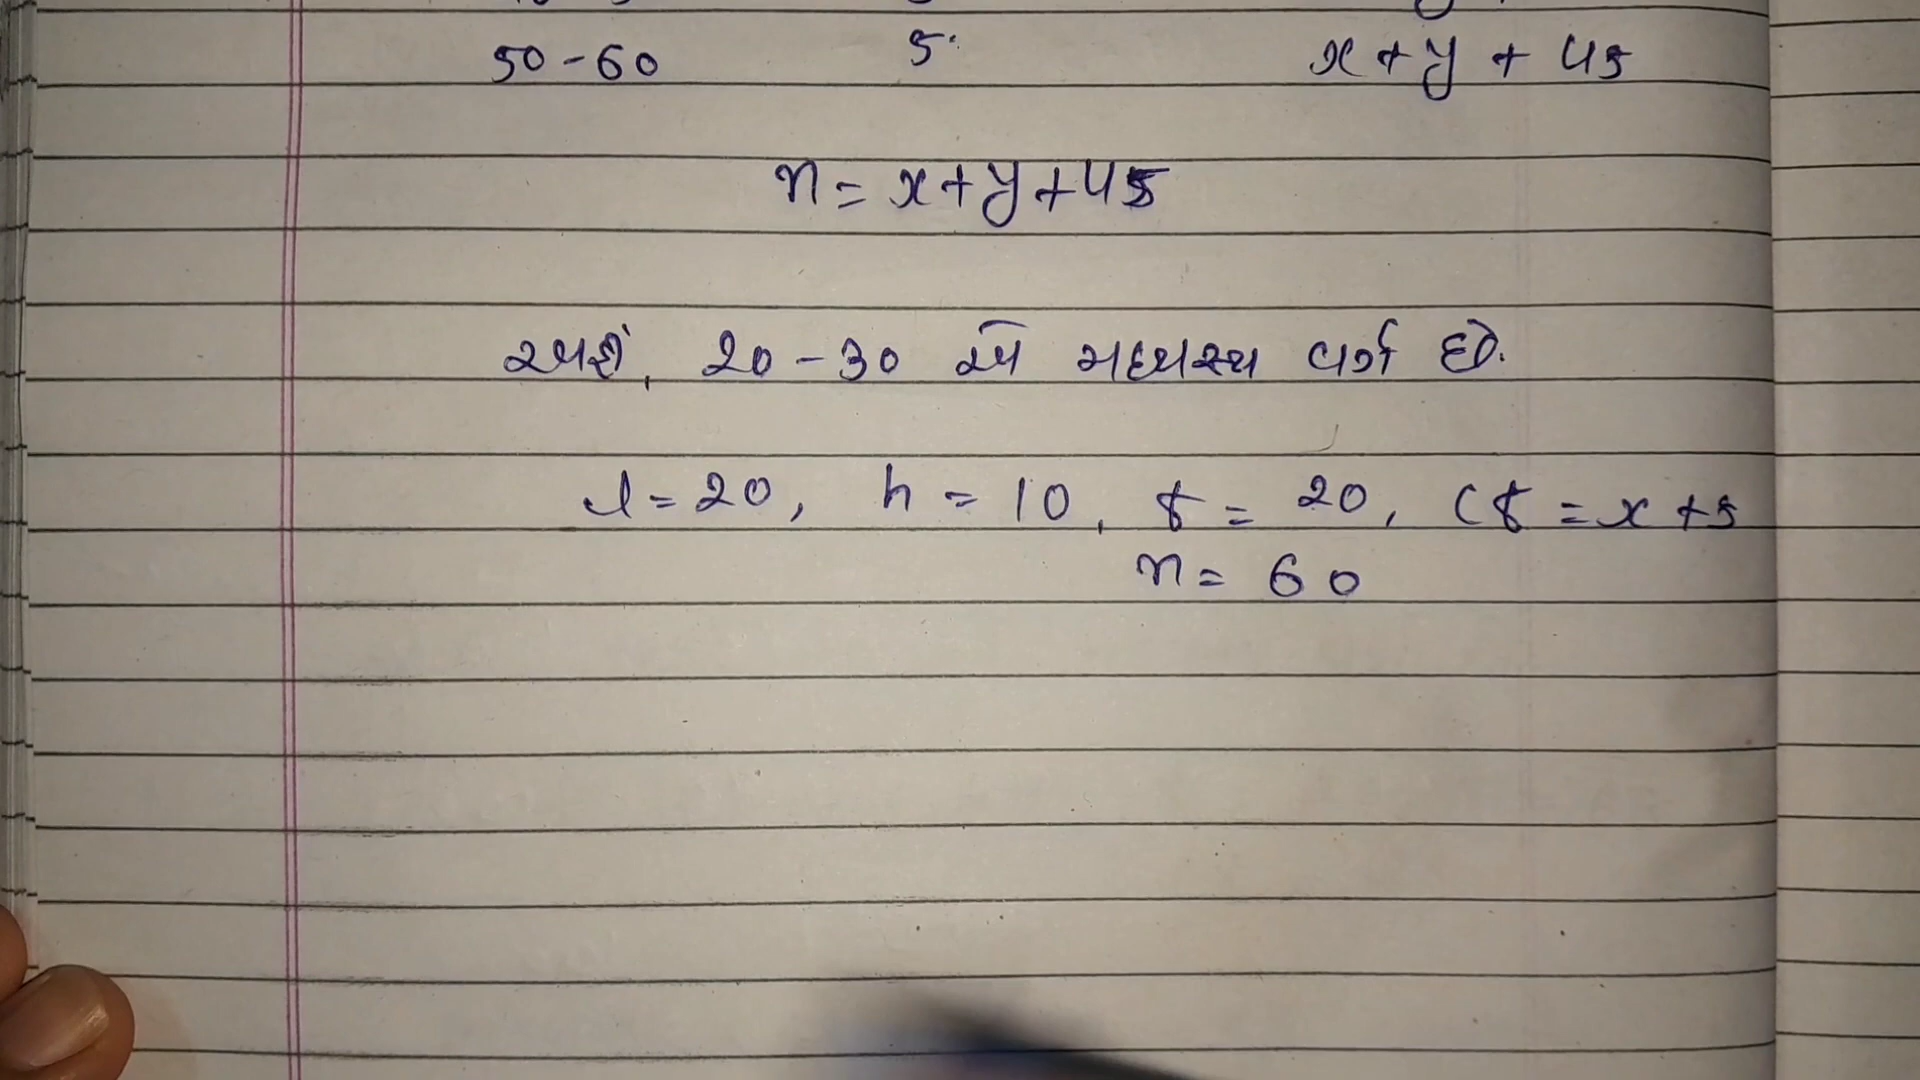 50-60 5 x+y+45
n=x+y+45
અહીં, 20-30 એ મધ્યસ્થ વર્ગ છે.
l=20, h=10, f=20, cf=x+5
n=60